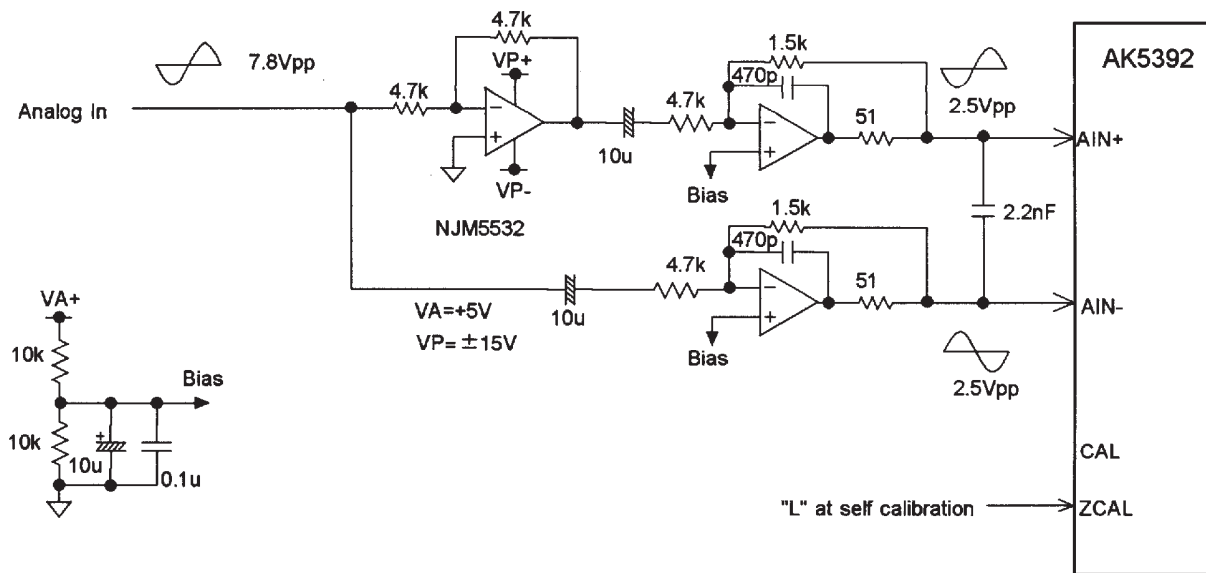 4.7k
1.5k
7.8Vpp
VP+
470p
AK5392
Analog In
4.7k
4.7k
51
2.5Vpp
−
+
−
+
10u
AIN+
VP-
Bias
NJM5532
1.5k
2.2nF
470p
4.7k
51
−
+
VA+
VA=+5V
10u
AIN-
VP=±15V
Bias
10k
Bias
2.5Vpp
10k
+
10u
0.1u
CAL
"L" at self calibration
ZCAL